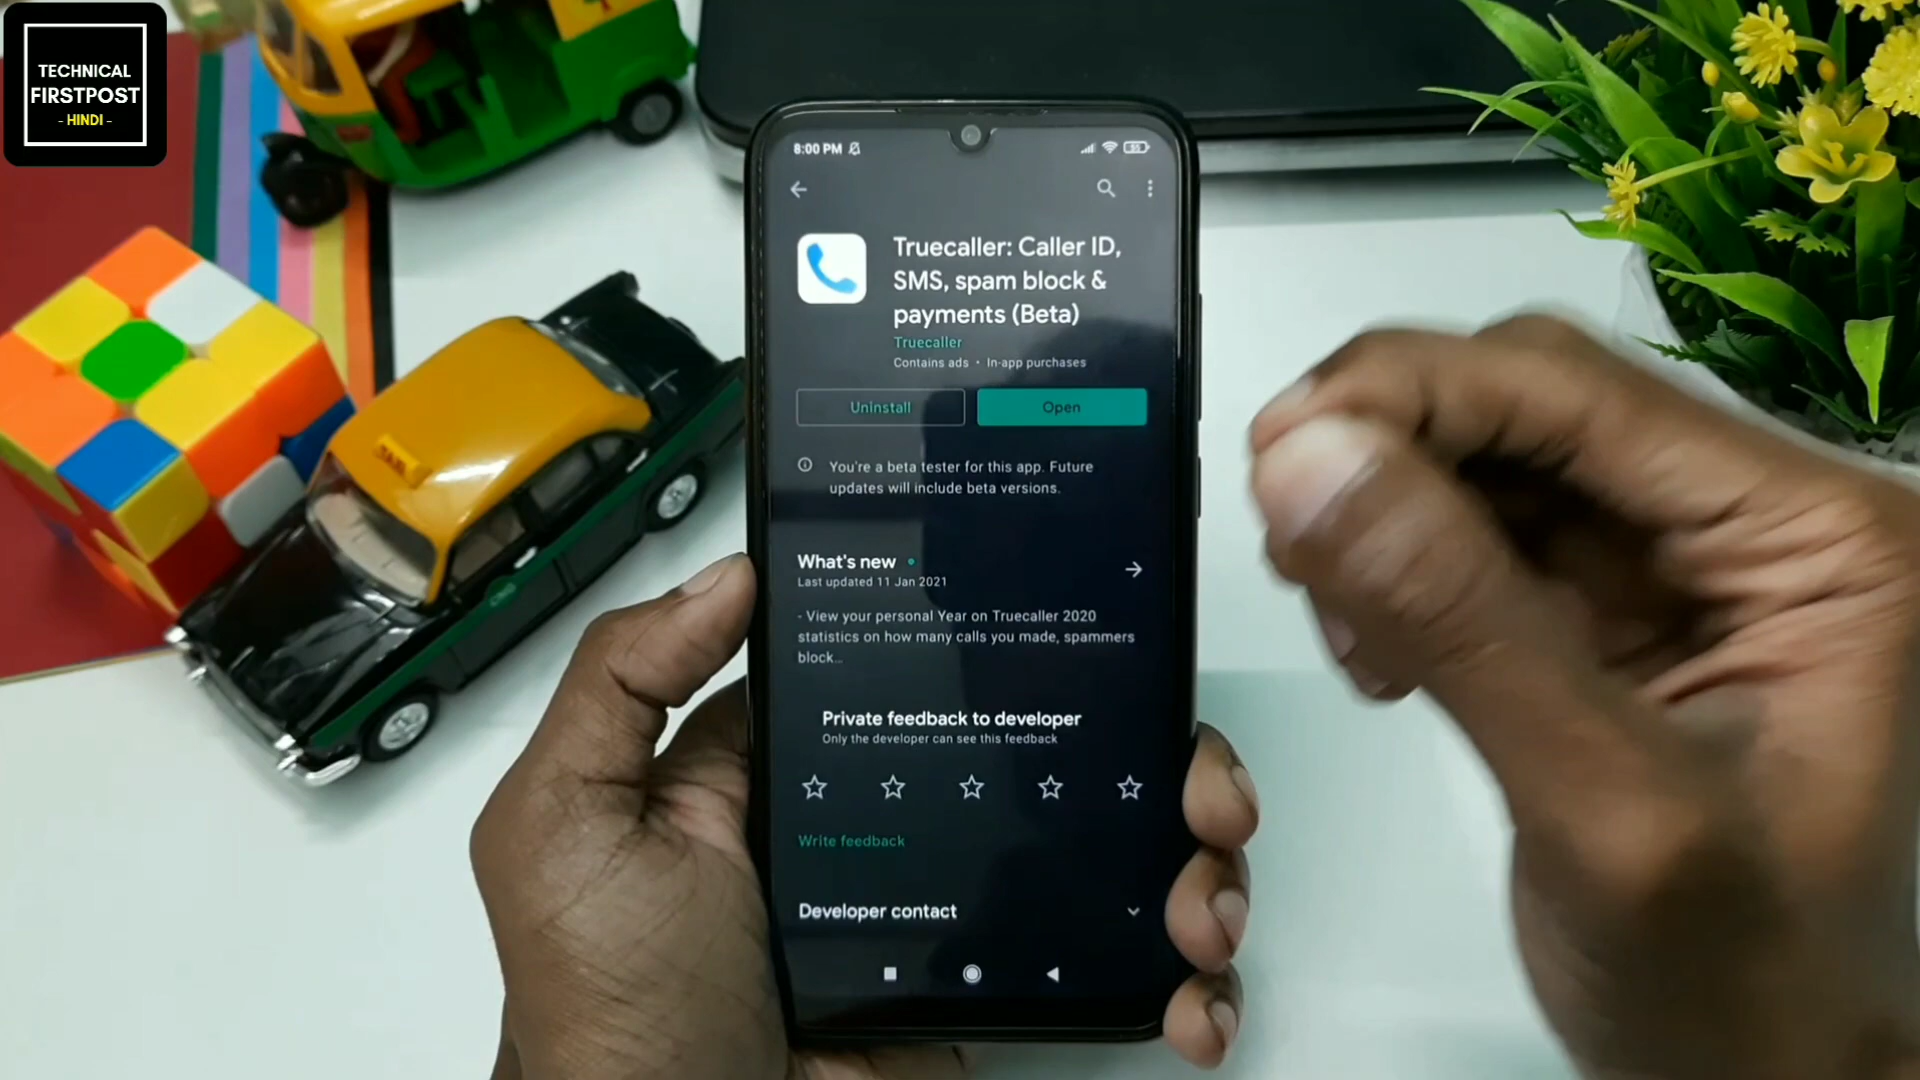 TECHNICAL
FIRSTPOST
- HINDI -
TAXI
8:00 PM
55
Truecaller: Caller ID,
SMS, spam block &
payments (Beta)
Truecaller
Contains ads • In-app purchases
Uninstall
Open
You're a beta tester for this app. Future
updates will include beta versions.
What's new
Last updated 11 Jan 2021
- View your personal Year on Truecaller 2020
statistics on how many calls you made, spammers
block...
Private feedback to developer
Only the developer can see this feedback
Write feedback
Developer contact